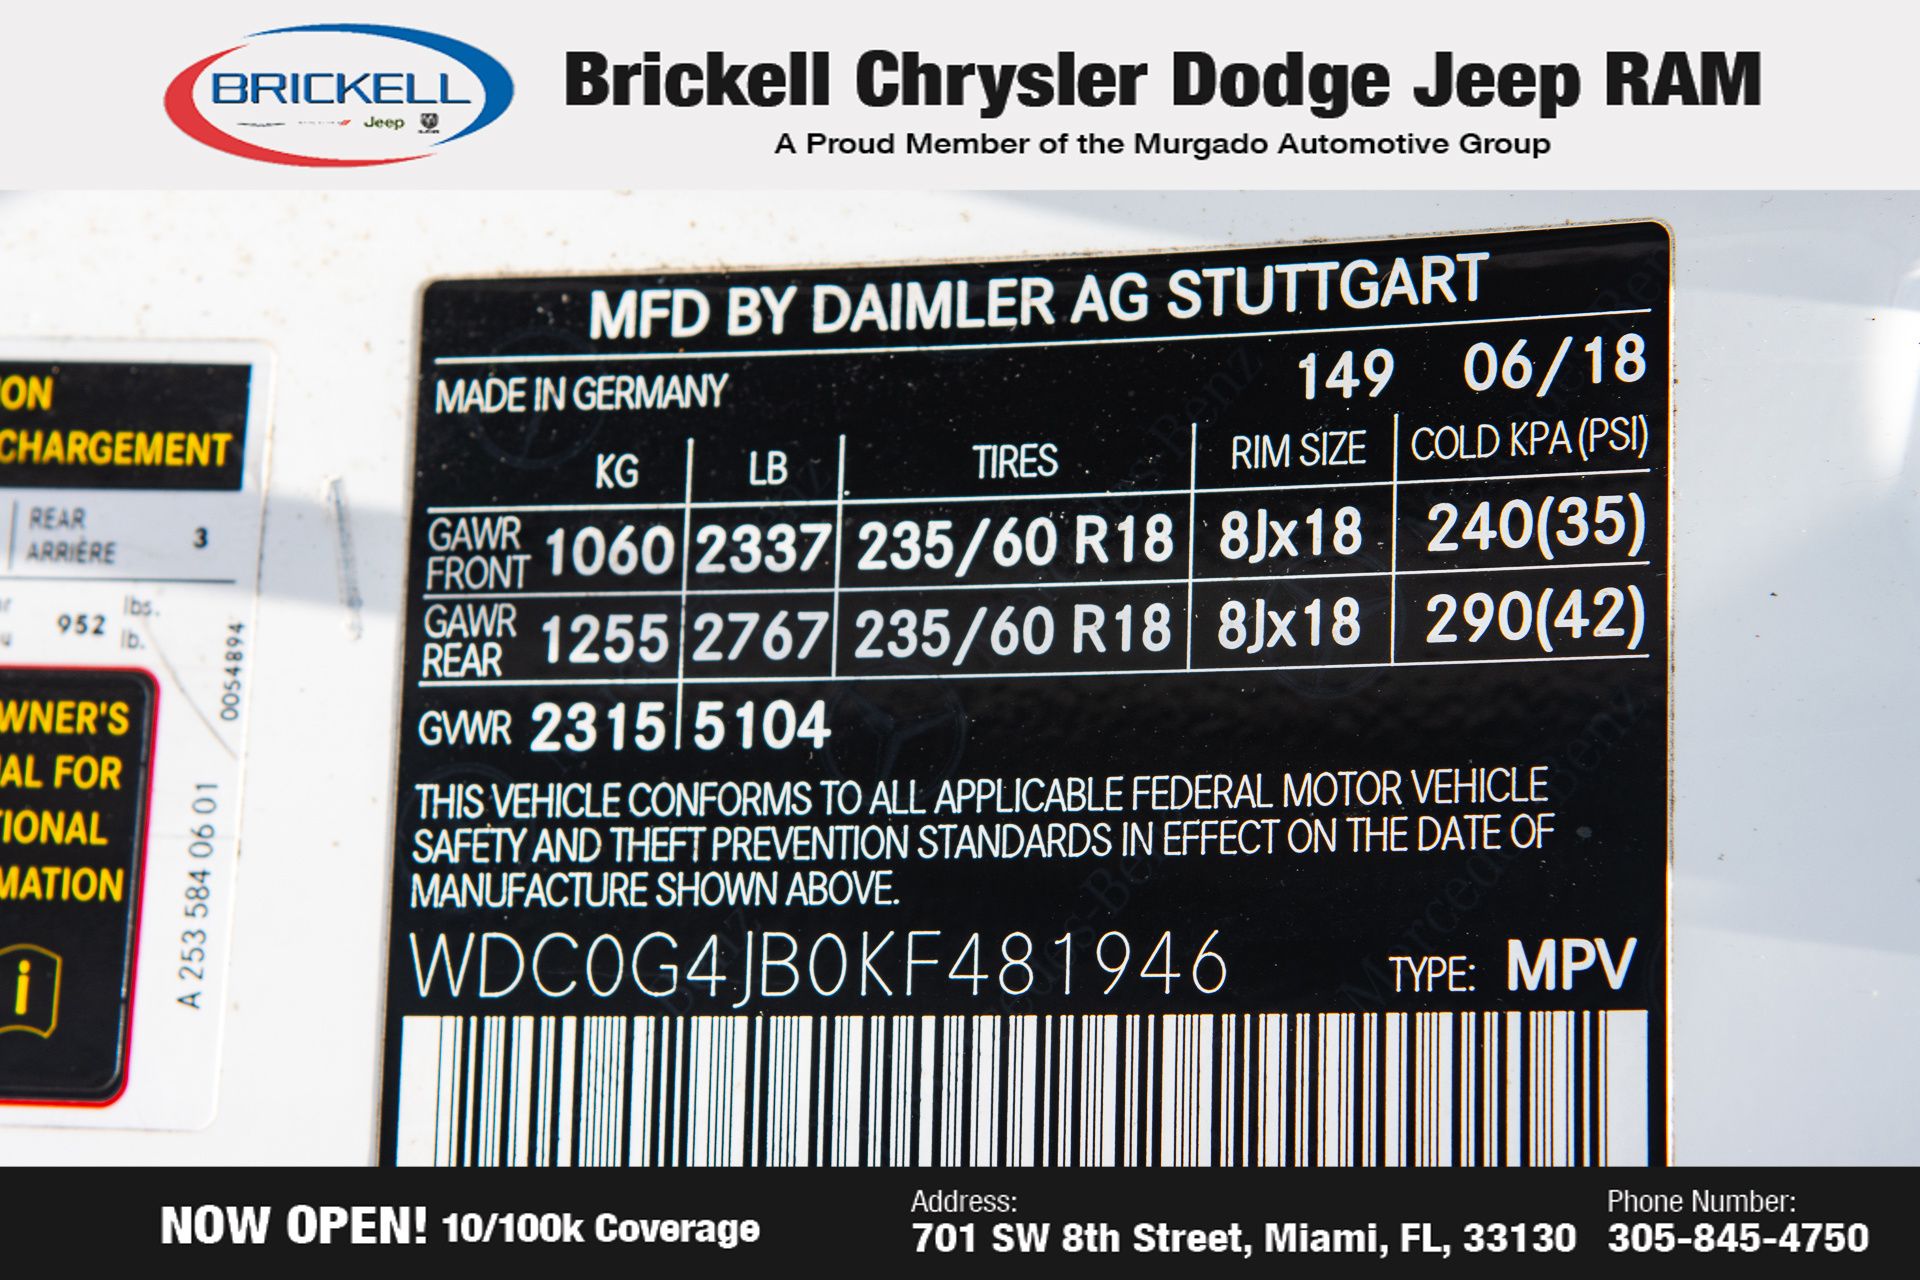 BRICKELL
Jeep
Brickell Chrysler Dodge Jeep RAM
A Proud Member of the Murgado Automotive Group
ON
CHARGEMENT
REAR
ARRIÈRE 3
952 lbs.
lb.
0054894
WNER'S
AL FOR
IONAL
MATION
i
A 253 584 06 01
MFD BY DAIMLER AG STUTTGART
MADE IN GERMANY 149 06/18
KG LB TIRES RIM SIZE COLD KPA (PSI)
GAWR FRONT 1060 2337 235/60 R18 8Jx18 240(35)
GAWR REAR 1255 2767 235/60 R18 8Jx18 290(42)
GVWR 2315 5104
THIS VEHICLE CONFORMS TO ALL APPLICABLE FEDERAL MOTOR VEHICLE
SAFETY AND THEFT PREVENTION STANDARDS IN EFFECT ON THE DATE OF
MANUFACTURE SHOWN ABOVE.
WDC0G4JB0KF481946 TYPE: MPV
NOW OPEN! 10/100k Coverage
Address:
701 SW 8th Street, Miami, FL, 33130
Phone Number:
305-845-4750